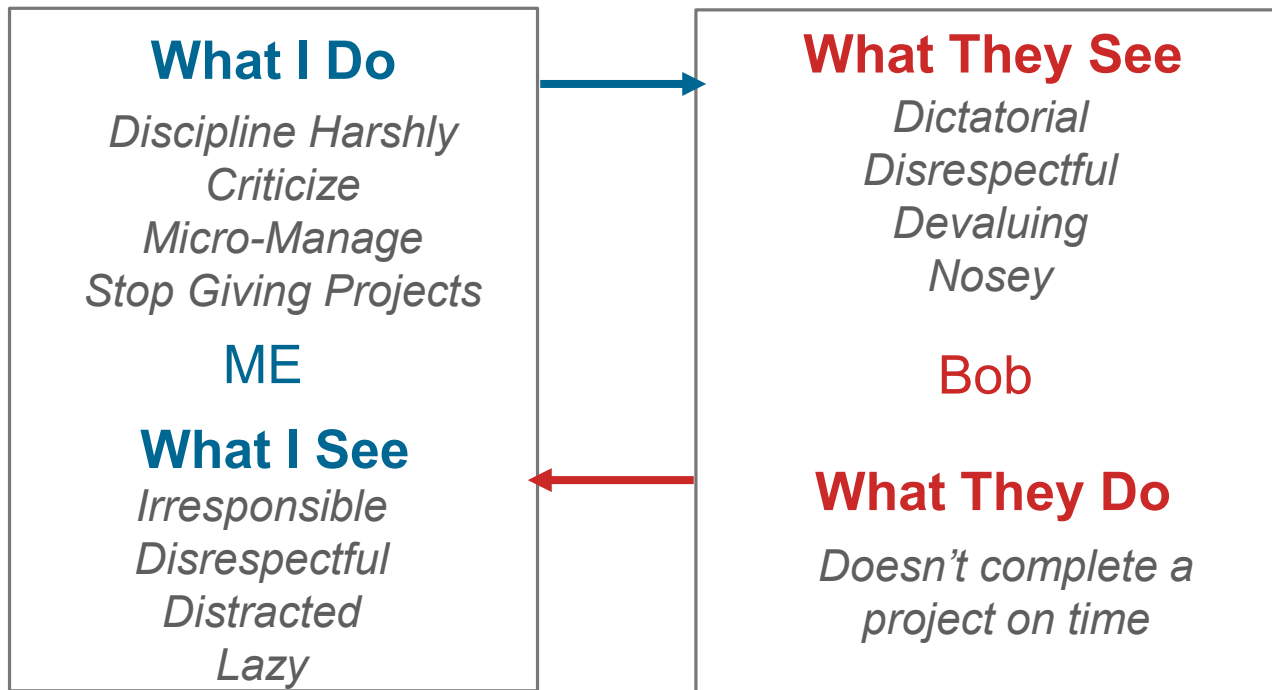 What I Do
Discipline Harshly
Criticize
Micro-Manage
Stop Giving Projects
ME
What I See
Irresponsible
Disrespectful
Distracted
Lazy
What They See
Dictatorial
Disrespectful
Devaluing
Nosey
Bob
What They Do
Doesn’t complete a
project on time